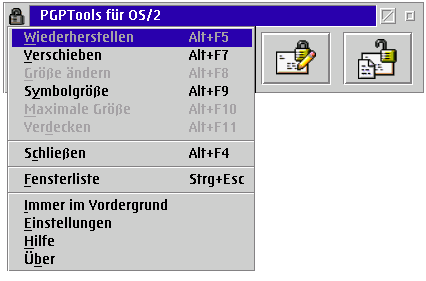 PGPTools für OS/2
Wiederherstellen Alt+F5
Verschieben Alt+F7
Größe ändern Alt+F8
Symbolgröße Alt+F9
Maximale Größe Alt+F10
Verdecken Alt+F11
Schließen Alt+F4
Fensterliste Strg+Esc
Immer im Vordergrund
Einstellungen
Hilfe
Über